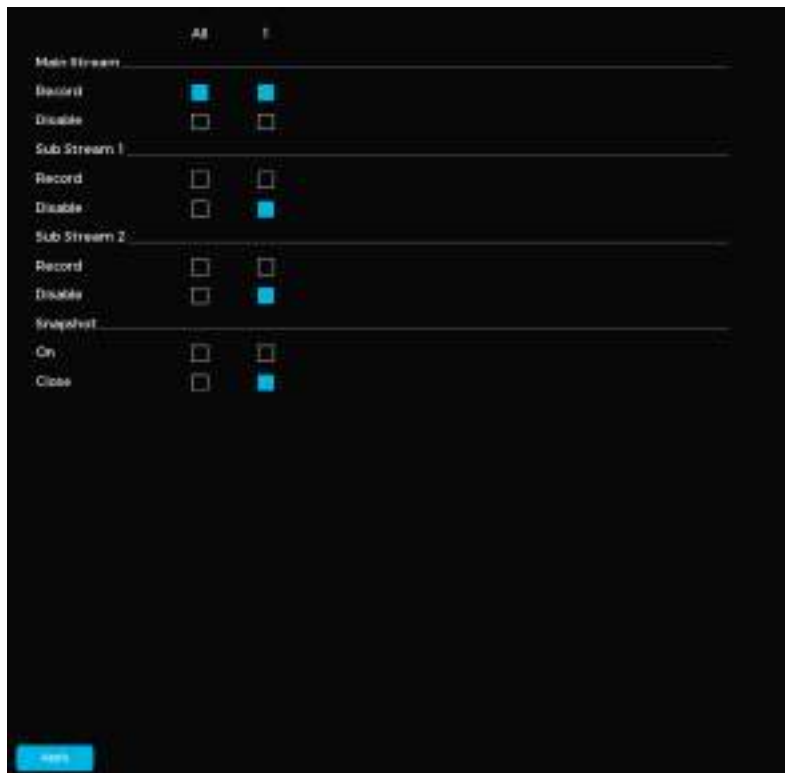 All 1
Main Stream
Record
Disable
Sub Stream 1
Record
Disable
Sub Stream 2
Record
Disable
Snapshot
On
Close
Apply